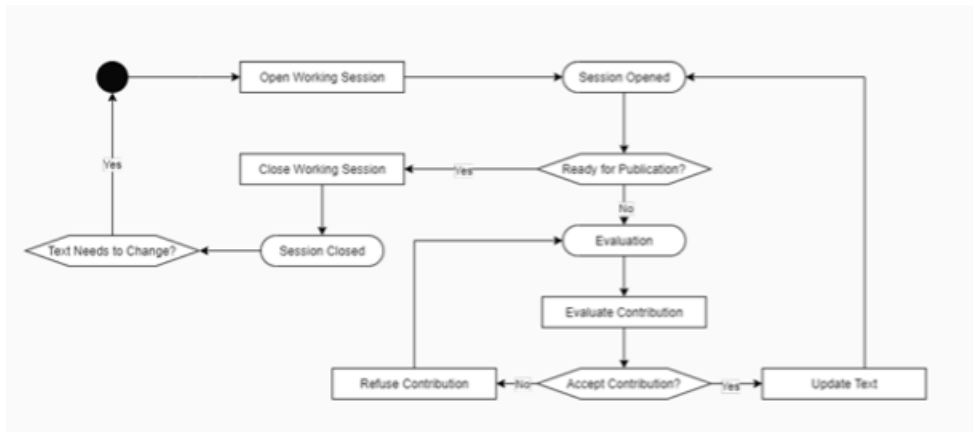 Open Working Session
Session Opened
Yes
Close Working Session
Yes
Ready for Publication?
No
Text Needs to Change?
Session Closed
Evaluation
Evaluate Contribution
Refuse Contribution
No
Accept Contribution?
Yes
Update Text